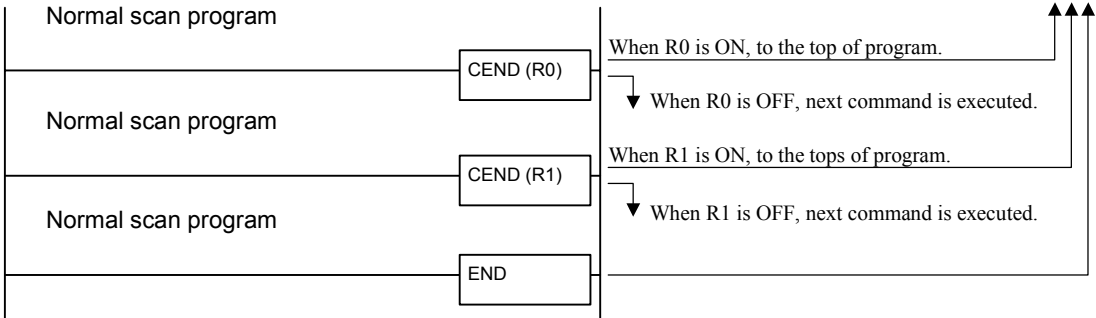 Normal scan program
When R0 is ON, to the top of program.
CEND (R0)
When R0 is OFF, next command is executed.
Normal scan program
When R1 is ON, to the tops of program.
CEND (R1)
When R1 is OFF, next command is executed.
Normal scan program
END